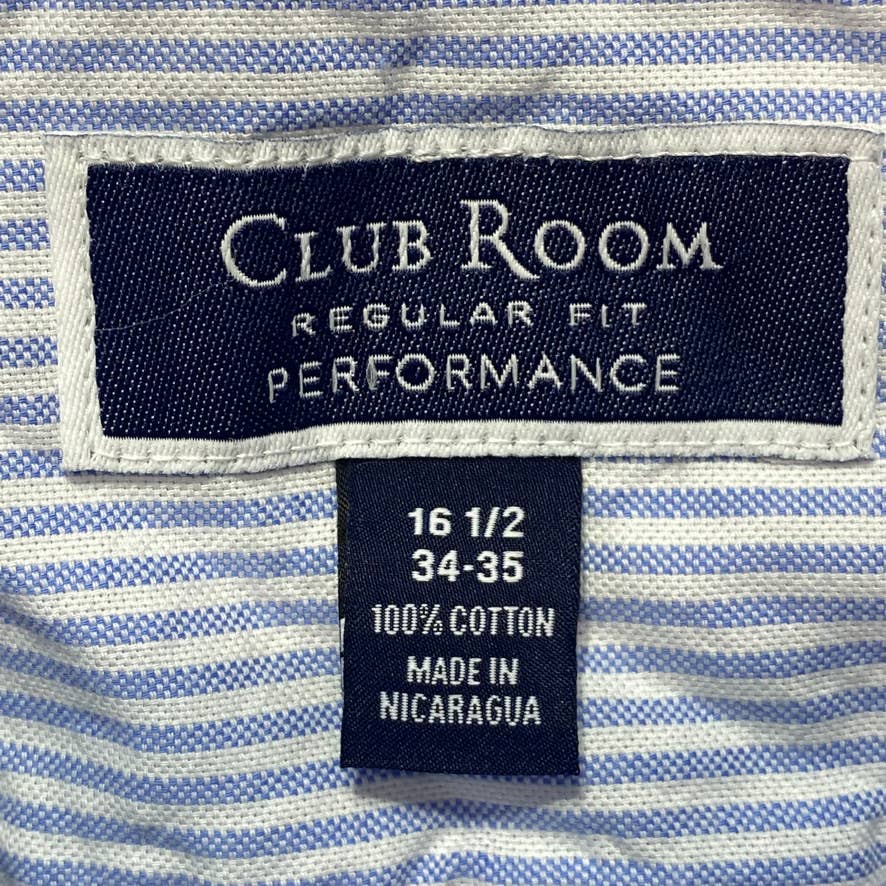 CLUB ROOM
REGULAR FIT
PERFORMANCE
16 1/2
34-35
100% COTTON
MADE IN
NICARAGUA